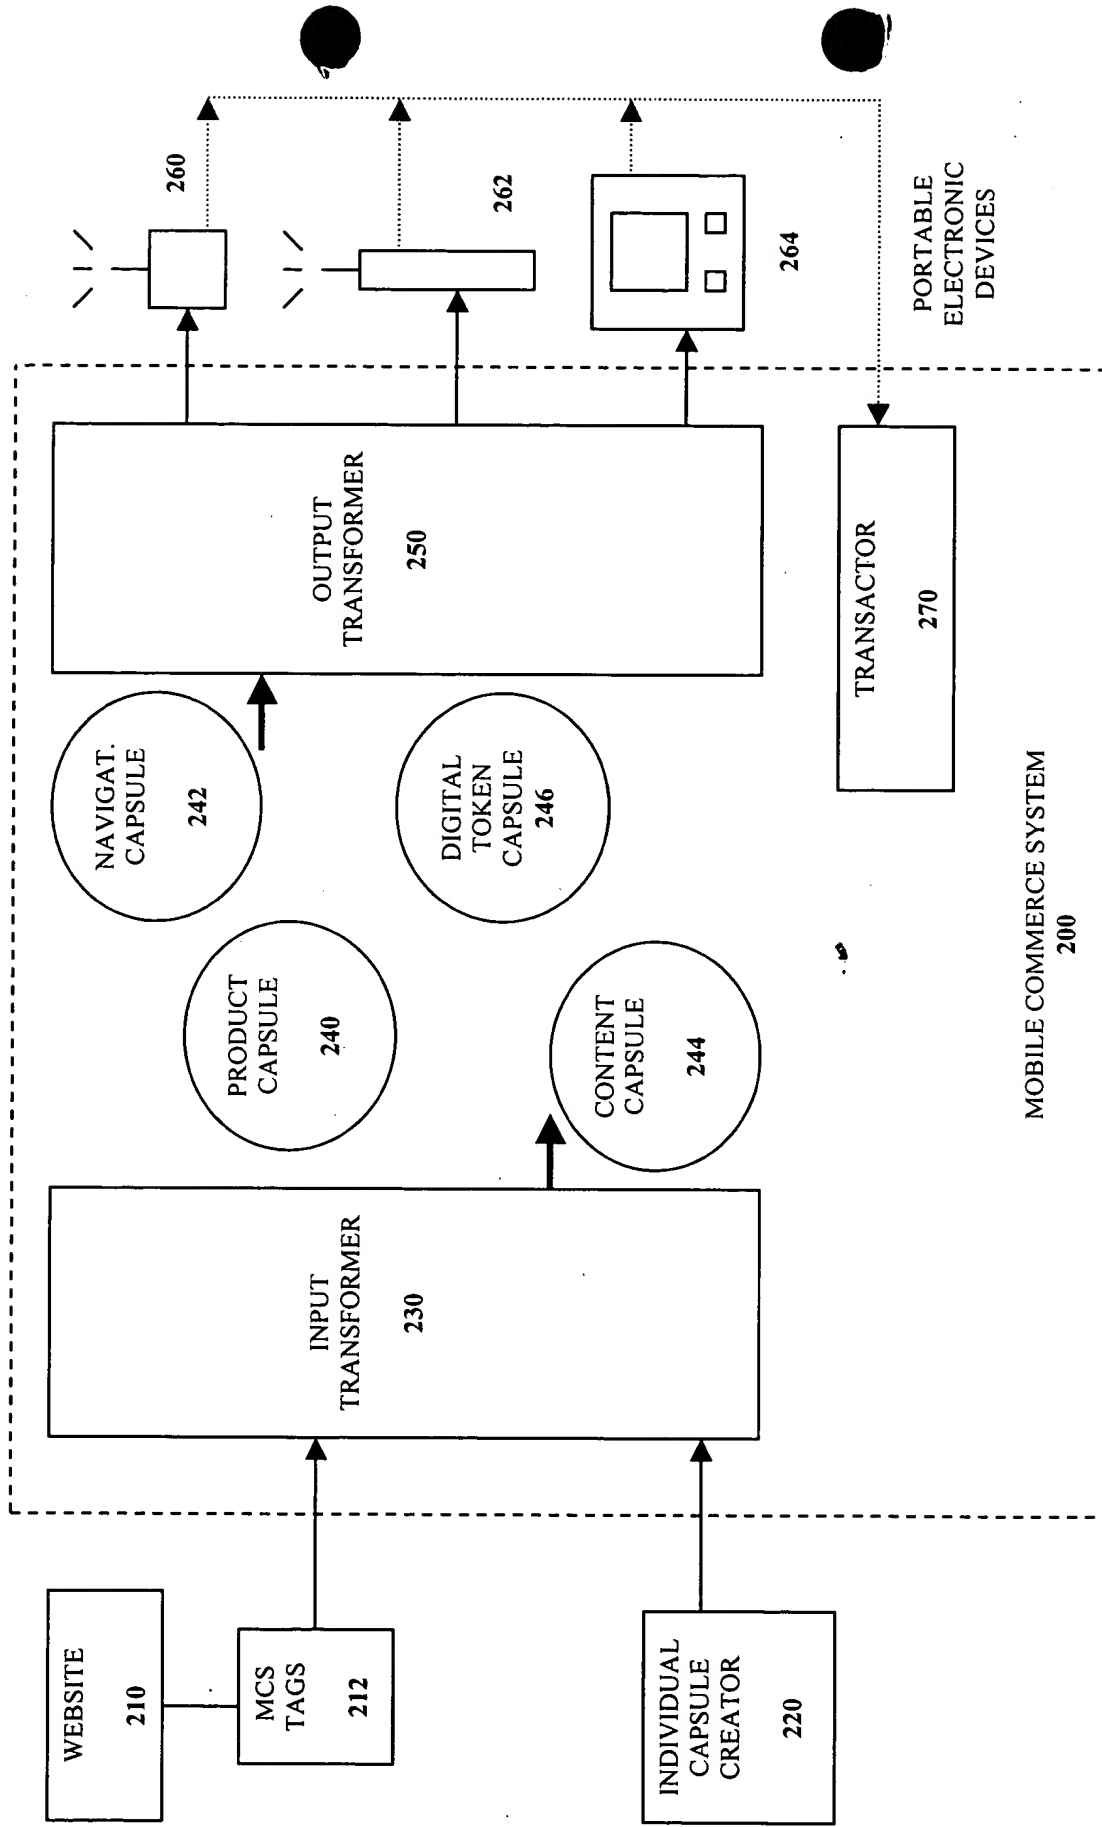 WEBSITE
210
MCS
TAGS
212
INDIVIDUAL
CAPSULE
CREATOR
220
INPUT
TRANSFORMER
230
PRODUCT
CAPSULE
240
CONTENT
CAPSULE
244
NAVIGAT.
CAPSULE
242
DIGITAL
TOKEN
CAPSULE
246
OUTPUT
TRANSFORMER
250
TRANSACTOR
270
260
262
264
PORTABLE
ELECTRONIC
DEVICES
MOBILE COMMERCE SYSTEM
200